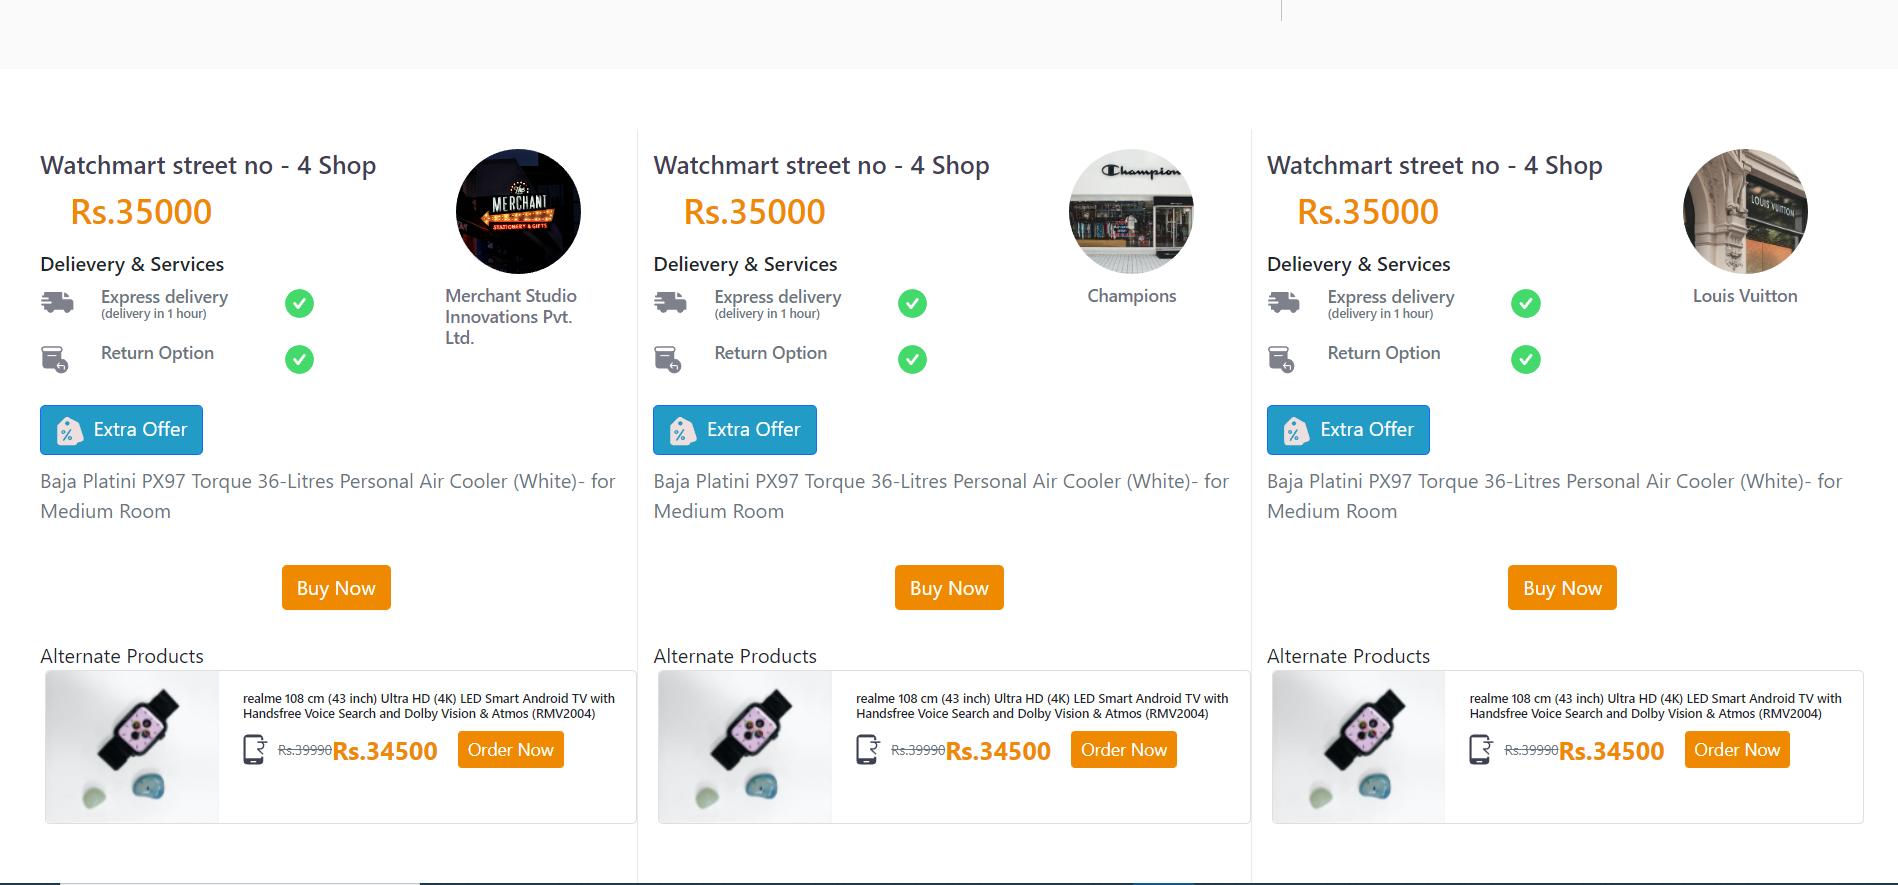 Watchmart street no - 4 Shop
Rs.35000
Delievery & Services
Express delivery
(delivery in 1 hour)
Return Option
MERCHANT
STATIONERY & GIFTS
Merchant Studio
Innovations Pvt.
Ltd.
Extra Offer
Baja Platini PX97 Torque 36-Litres Personal Air Cooler (White)- for
Medium Room
Buy Now
Alternate Products
realme 108 cm (43 inch) Ultra HD (4K) LED Smart Android TV with
Handsfree Voice Search and Dolby Vision & Atmos (RMV2004)
Rs.39990 Rs.34500
Order Now
Watchmart street no - 4 Shop
Rs.35000
Delievery & Services
Express delivery
(delivery in 1 hour)
Return Option
Champion
Champions
Extra Offer
Baja Platini PX97 Torque 36-Litres Personal Air Cooler (White)- for
Medium Room
Buy Now
Alternate Products
realme 108 cm (43 inch) Ultra HD (4K) LED Smart Android TV with
Handsfree Voice Search and Dolby Vision & Atmos (RMV2004)
Rs.39990 Rs.34500
Order Now
Watchmart street no - 4 Shop
Rs.35000
Delievery & Services
Express delivery
(delivery in 1 hour)
Return Option
LOUIS VUITTON
Louis Vuitton
Extra Offer
Baja Platini PX97 Torque 36-Litres Personal Air Cooler (White)- for
Medium Room
Buy Now
Alternate Products
realme 108 cm (43 inch) Ultra HD (4K) LED Smart Android TV with
Handsfree Voice Search and Dolby Vision & Atmos (RMV2004)
Rs.39990 Rs.34500
Order Now